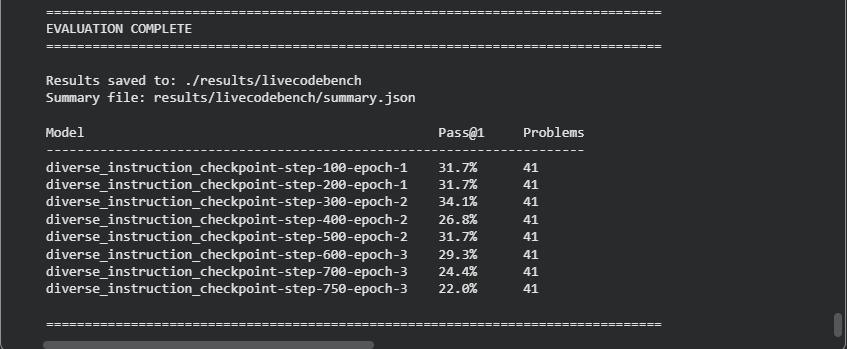 ================================================================================
EVALUATION COMPLETE
================================================================================
Results saved to: ./results/livecodebench
Summary file: results/livecodebench/summary.json
Model Pass@1 Problems
----------------------------------------------------------------------
diverse_instruction_checkpoint-step-100-epoch-1 31.7% 41
diverse_instruction_checkpoint-step-200-epoch-1 31.7% 41
diverse_instruction_checkpoint-step-300-epoch-2 34.1% 41
diverse_instruction_checkpoint-step-400-epoch-2 26.8% 41
diverse_instruction_checkpoint-step-500-epoch-2 31.7% 41
diverse_instruction_checkpoint-step-600-epoch-3 29.3% 41
diverse_instruction_checkpoint-step-700-epoch-3 24.4% 41
diverse_instruction_checkpoint-step-750-epoch-3 22.0% 41
================================================================================